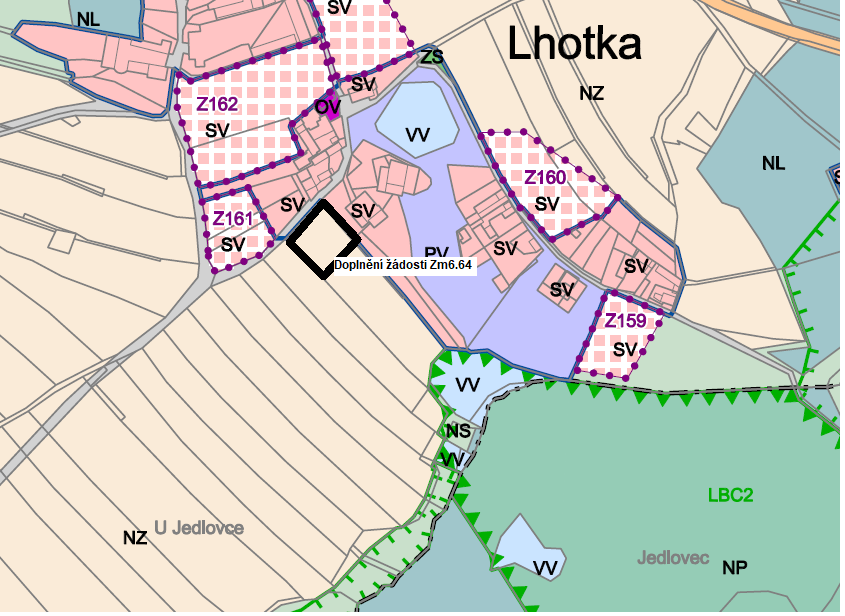 SV
NL
Lhotka
ZS
SV
NZ
Z162
OV
SV
VV
NL
Z160
SV
SV
SV
Z161
SV
SV
PV
SV
Doplnění žádosti Zm6.64
SV
Z159
SV
VV
NS
VV
LBC2
U Jedlovce
NZ
Jedlovec
VV
NP